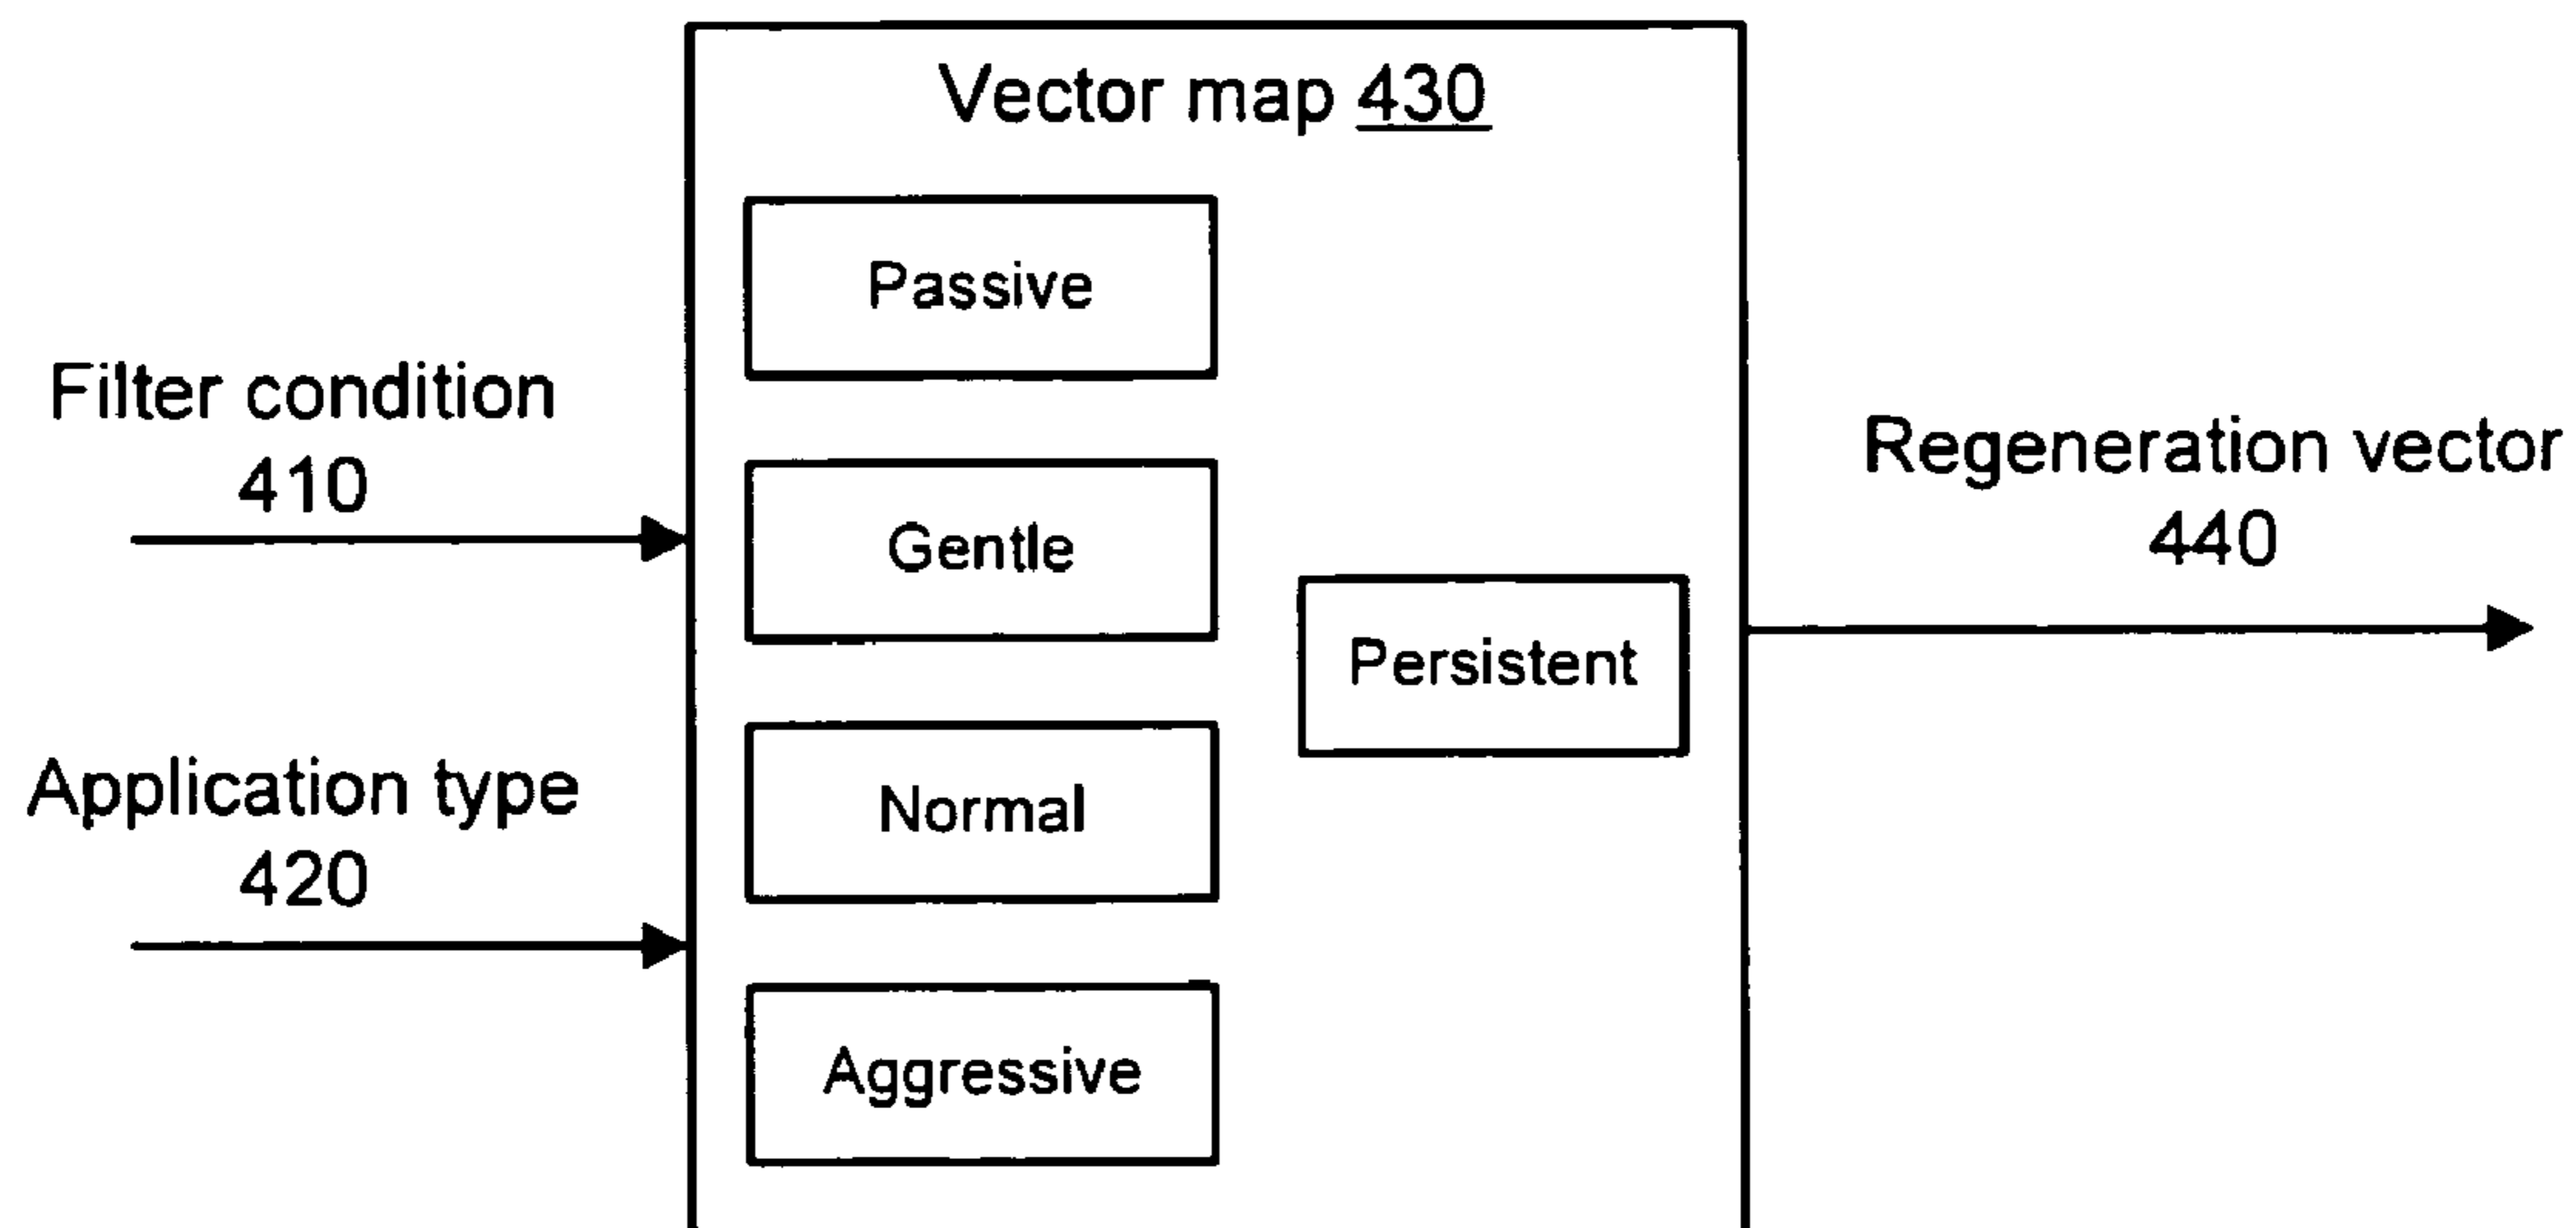 Vector map 430
Passive
Filter condition
410
Gentle
Regeneration vector
440
Persistent
Application type
420
Normal
Aggressive